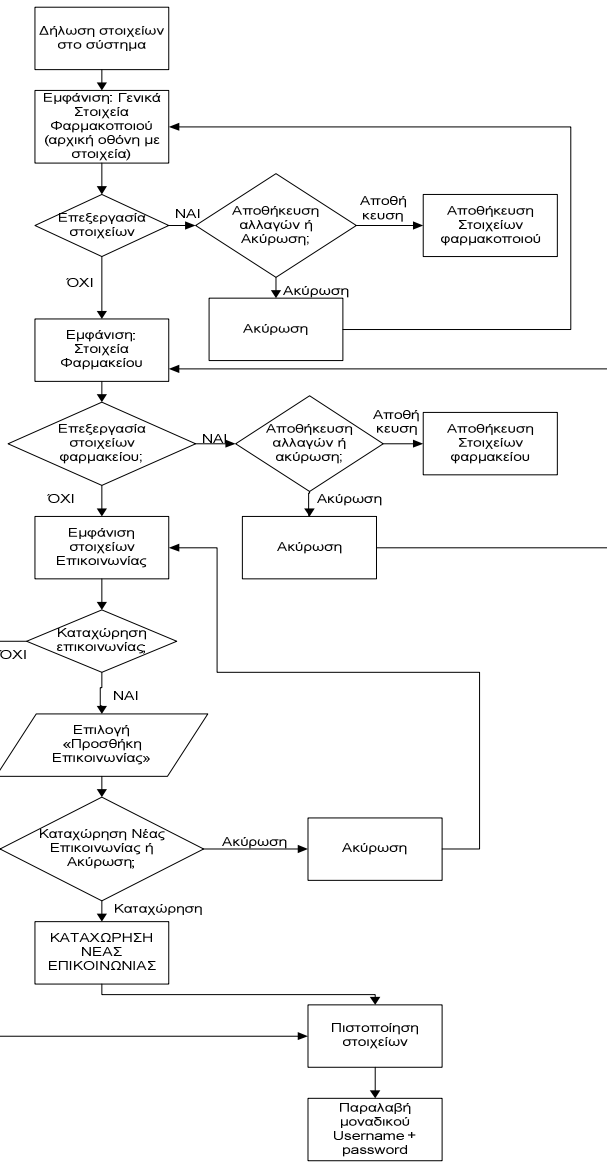 Δήλωση στοιχείων
στο σύστημα
Εμφάνιση: Γενικά
Στοιχεία
Φαρμακοποιού
(αρχική οθόνη με
στοιχεία)
Επεξεργασία
στοιχείων
ΝΑΙ
Αποθήκευση
αλλαγών ή
Ακύρωση;
Αποθή
κευση
Αποθήκευση
Στοιχείων
φαρμακοποιού
ΌΧΙ
Ακύρωση
Ακύρωση
Εμφάνιση:
Στοιχεία
Φαρμακείου
Επεξεργασία
στοιχείων
φαρμακείου;
ΝΑΙ
Αποθήκευση
αλλαγών ή
ακύρωση;
Αποθή
κευση
Αποθήκευση
Στοιχείων
φαρμακείου
ΌΧΙ
Ακύρωση
Ακύρωση
Εμφάνιση
στοιχείων
Επικοινωνίας
Καταχώρηση
επικοινωνίας
ΌΧΙ
ΝΑΙ
Επιλογή
«Προσθήκη
Επικοινωνίας»
Καταχώρηση Νέας
Επικοινωνίας ή
Ακύρωση;
Ακύρωση
Ακύρωση
Καταχώρηση
ΚΑΤΑΧΩΡΗΣΗ
ΝΕΑΣ
ΕΠΙΚΟΙΝΩΝΙΑΣ
Πιστοποίηση
στοιχείων
Παραλαβή
μοναδικού
Username +
password